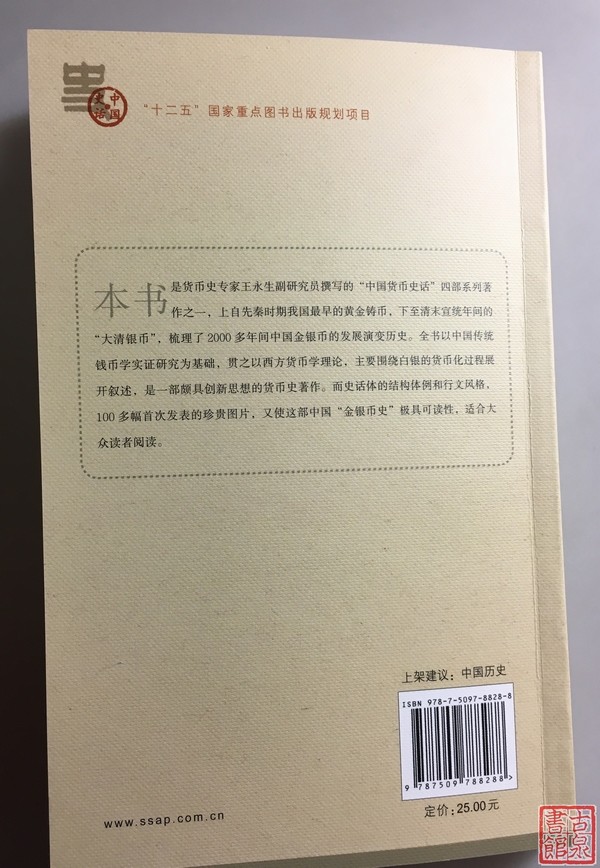 史
中国
史话
“十二五”国家重点图书出版规划项目
本书是货币史专家王永生副研究员撰写的“中国货币史话”四部系列著
作之一，上自先秦时期我国最早的黄金铸币，下至清末宣统年间的
“大清银币”，梳理了2000多年间中国金银币的发展演变历史。全书以中国传统
钱币学实证研究为基础，贯之以西方货币学理论，主要围绕白银的货币化过程展
开叙述，是一部颇具创新思想的货币史著作。而史话体的结构体例和行文风格，
100多幅首次发表的珍贵图片，又使这部中国“金银币史”极具可读性，适合大
众读者阅读。
上架建议：中国历史
ISBN 978-7-5097-8828-8
9 787509 788288 >
定价：25.00元
www.ssap.com.cn
古泉
書館